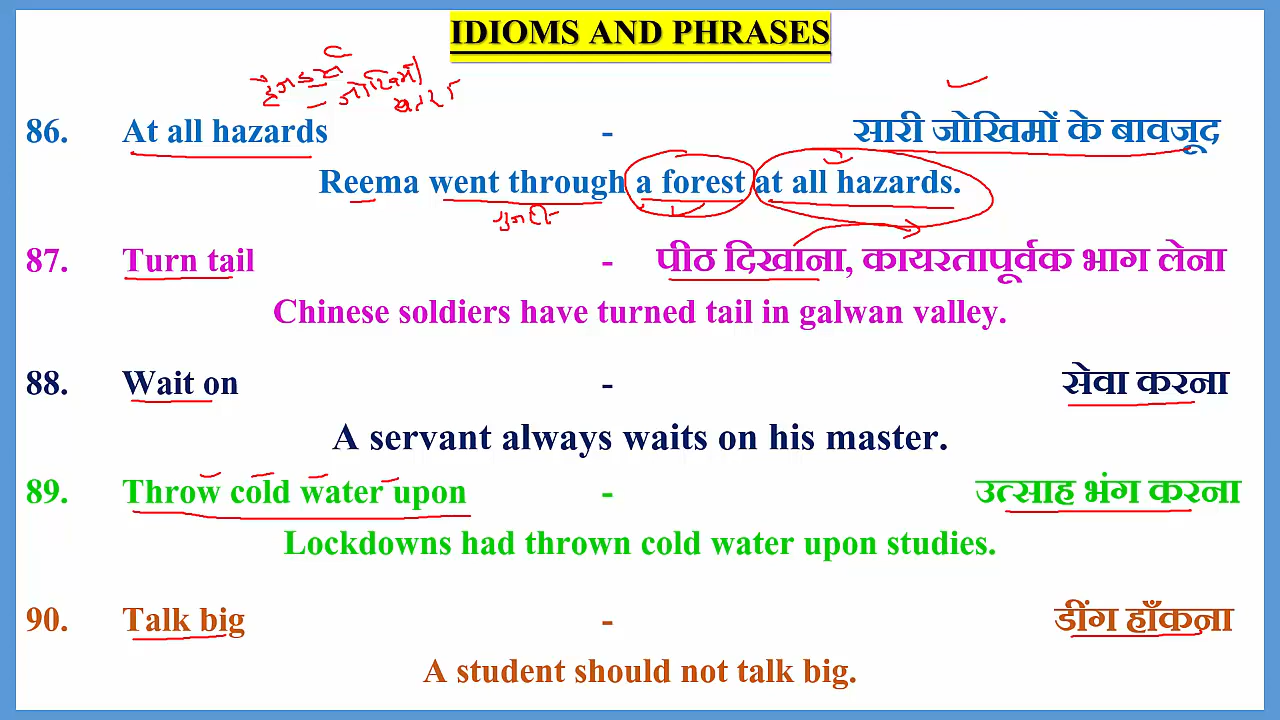 IDIOMS AND PHRASES
हैजार्ड्स
- जोखिमों / खतरा
86. At all hazards - सारी जोखिमों के बावजूद
Reema went through a forest at all hazards.
गुजरी
87. Turn tail - पीठ दिखाना, कायरतापूर्वक भाग लेना
Chinese soldiers have turned tail in galwan valley.
88. Wait on - सेवा करना
A servant always waits on his master.
89. Throw cold water upon - उत्साह भंग करना
Lockdowns had thrown cold water upon studies.
90. Talk big - डींग हाँकना
A student should not talk big.